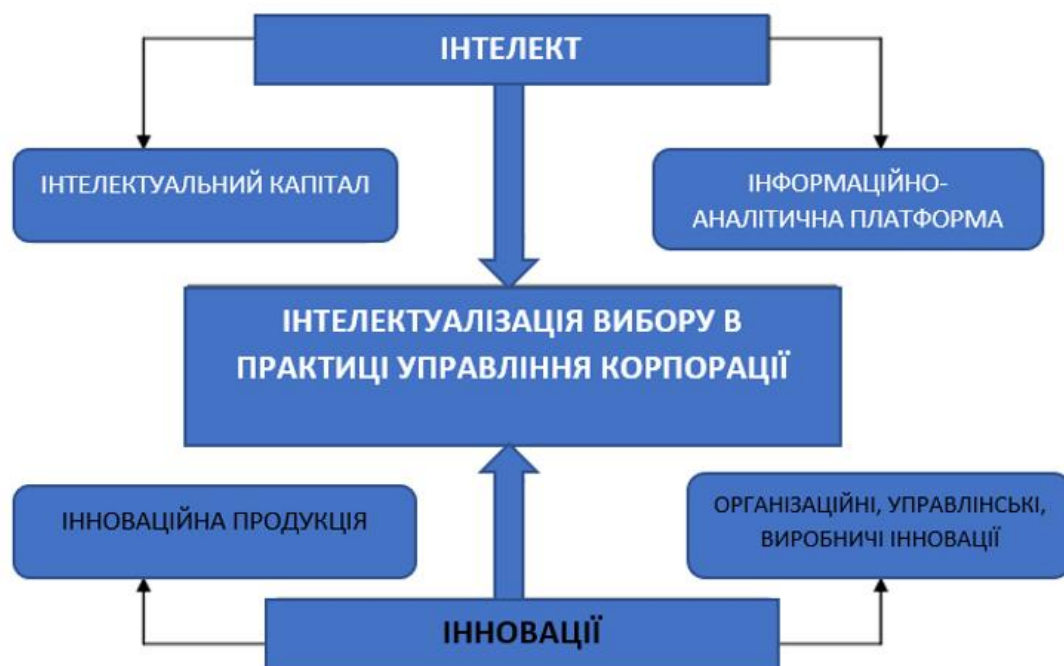 ІНТЕЛЕКТ
ІНТЕЛЕКТУАЛЬНИЙ КАПІТАЛ
ІНФОРМАЦІЙНО-
АНАЛІТИЧНА ПЛАТФОРМА
ІНТЕЛЕКТУАЛІЗАЦІЯ ВИБОРУ В
ПРАКТИЦІ УПРАВЛІННЯ КОРПОРАЦІЇ
ІННОВАЦІЙНА ПРОДУКЦІЯ
ОРГАНІЗАЦІЙНІ, УПРАВЛІНСЬКІ,
ВИРОБНИЧІ ІННОВАЦІЇ
ІННОВАЦІЇ